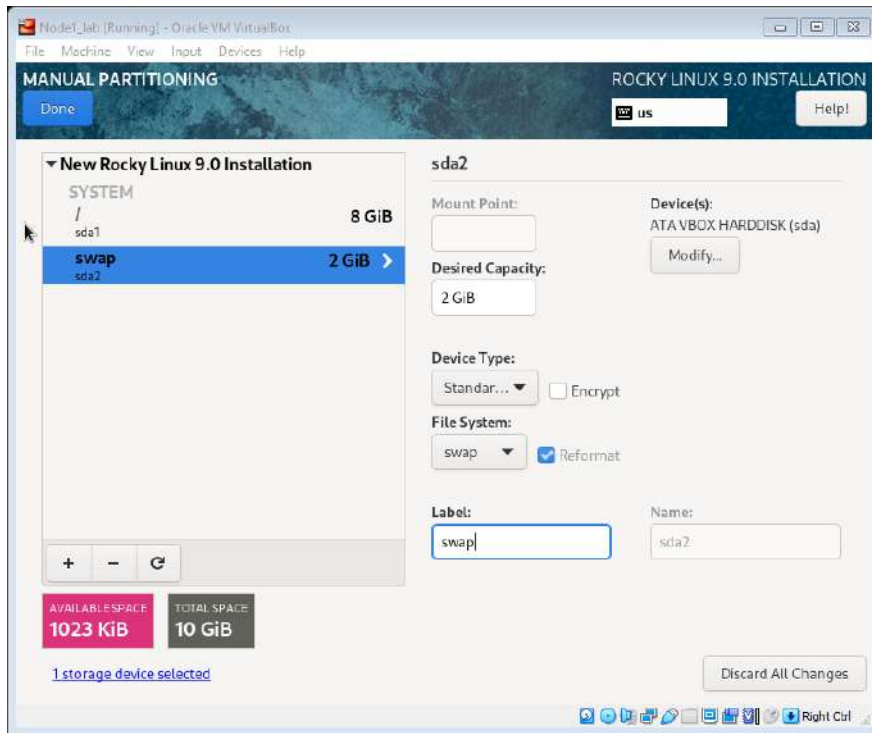 Node1_lab [Running] - Oracle VM VirtualBox
File Machine View Input Devices Help
MANUAL PARTITIONING
ROCKY LINUX 9.0 INSTALLATION
Done
us
Help!
New Rocky Linux 9.0 Installation
SYSTEM
/
8 GiB
sda1
swap
2 GiB
sda2
sda2
Mount Point:
Device(s):
ATA VBOX HARDDISK (sda)
Modify...
Desired Capacity:
2 GiB
Device Type:
Standar...
Encrypt
File System:
swap
Reformat
Label:
Name:
swap
sda2
+ −
AVAILABLE SPACE
1023 KiB
TOTAL SPACE
10 GiB
1 storage device selected
Discard All Changes
Right Ctrl